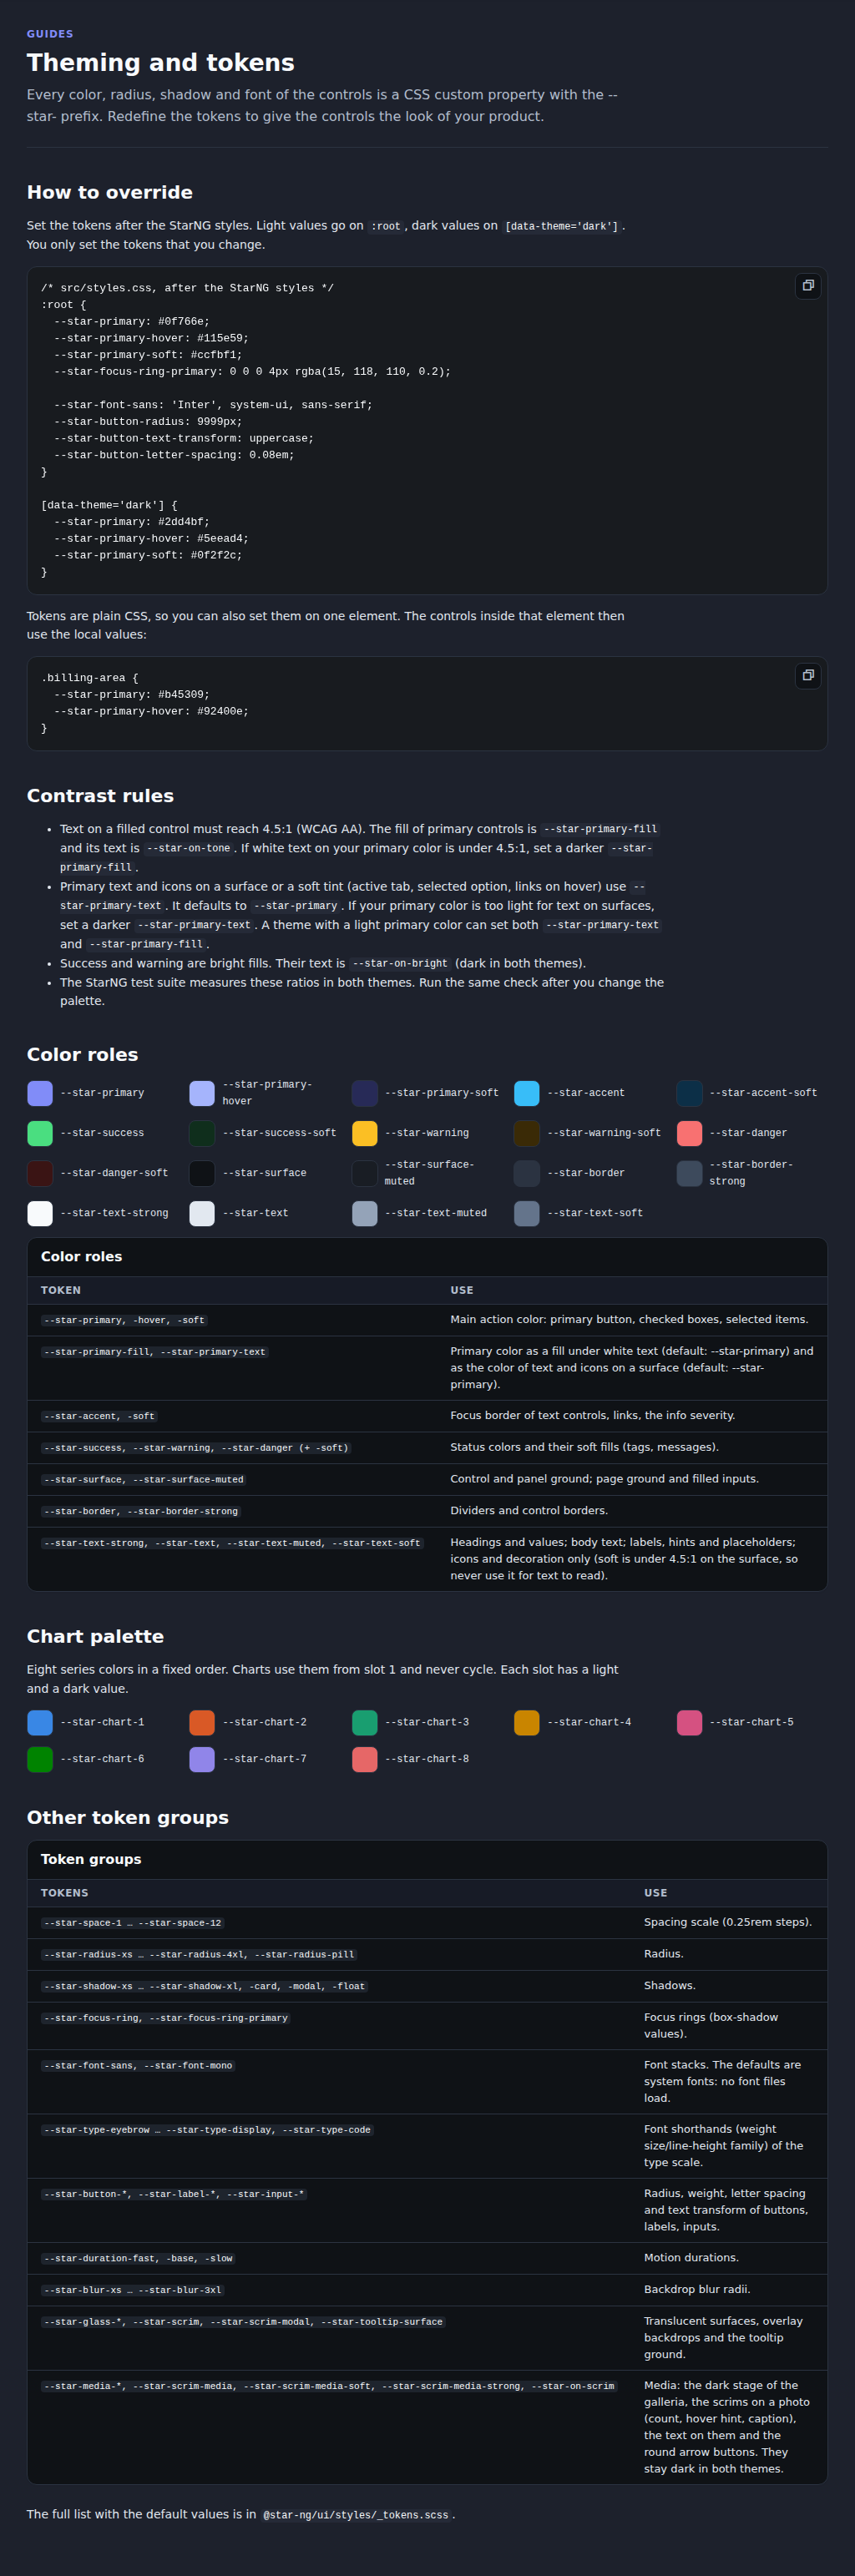 GUIDES
Theming and tokens
Every color, radius, shadow and font of the controls is a CSS custom property with the --
star- prefix. Redefine the tokens to give the controls the look of your product.
How to override
Set the tokens after the StarNG styles. Light values go on :root, dark values on [data-theme='dark'].
You only set the tokens that you change.
/* src/styles.css, after the StarNG styles */
:root {
  --star-primary: #0f766e;
  --star-primary-hover: #115e59;
  --star-primary-soft: #ccfbf1;
  --star-focus-ring-primary: 0 0 0 4px rgba(15, 118, 110, 0.2);
  --star-font-sans: 'Inter', system-ui, sans-serif;
  --star-button-radius: 9999px;
  --star-button-text-transform: uppercase;
  --star-button-letter-spacing: 0.08em;
}
[data-theme='dark'] {
  --star-primary: #2dd4bf;
  --star-primary-hover: #5eead4;
  --star-primary-soft: #0f2f2c;
}
Tokens are plain CSS, so you can also set them on one element. The controls inside that element then
use the local values:
.billing-area {
  --star-primary: #b45309;
  --star-primary-hover: #92400e;
}
Contrast rules
• Text on a filled control must reach 4.5:1 (WCAG AA). The fill of primary controls is --star-primary-fill
and its text is --star-on-tone. If white text on your primary color is under 4.5:1, set a darker --star-
primary-fill.
• Primary text and icons on a surface or a soft tint (active tab, selected option, links on hover) use --
star-primary-text. It defaults to --star-primary. If your primary color is too light for text on surfaces,
set a darker --star-primary-text. A theme with a light primary color can set both --star-primary-text
and --star-primary-fill.
• Success and warning are bright fills. Their text is --star-on-bright (dark in both themes).
• The StarNG test suite measures these ratios in both themes. Run the same check after you change the
palette.
Color roles
--star-primary
--star-primary-
hover
--star-primary-soft
--star-accent
--star-accent-soft
--star-success
--star-success-soft
--star-warning
--star-warning-soft
--star-danger
--star-danger-soft
--star-surface
--star-surface-
muted
--star-border
--star-border-
strong
--star-text-strong
--star-text
--star-text-muted
--star-text-soft
Color roles
TOKEN USE
--star-primary, -hover, -soft Main action color: primary button, checked boxes, selected items.
--star-primary-fill, --star-primary-text Primary color as a fill under white text (default: --star-primary) and
as the color of text and icons on a surface (default: --star-
primary).
--star-accent, -soft Focus border of text controls, links, the info severity.
--star-success, --star-warning, --star-danger (+ -soft) Status colors and their soft fills (tags, messages).
--star-surface, --star-surface-muted Control and panel ground; page ground and filled inputs.
--star-border, --star-border-strong Dividers and control borders.
--star-text-strong, --star-text, --star-text-muted, --star-text-soft Headings and values; body text; labels, hints and placeholders;
icons and decoration only (soft is under 4.5:1 on the surface, so
never use it for text to read).
Chart palette
Eight series colors in a fixed order. Charts use them from slot 1 and never cycle. Each slot has a light
and a dark value.
--star-chart-1
--star-chart-2
--star-chart-3
--star-chart-4
--star-chart-5
--star-chart-6
--star-chart-7
--star-chart-8
Other token groups
Token groups
TOKENS USE
--star-space-1 … --star-space-12 Spacing scale (0.25rem steps).
--star-radius-xs … --star-radius-4xl, --star-radius-pill Radius.
--star-shadow-xs … --star-shadow-xl, -card, -modal, -float Shadows.
--star-focus-ring, --star-focus-ring-primary Focus rings (box-shadow
values).
--star-font-sans, --star-font-mono Font stacks. The defaults are
system fonts: no font files
load.
--star-type-eyebrow … --star-type-display, --star-type-code Font shorthands (weight
size/line-height family) of the
type scale.
--star-button-*, --star-label-*, --star-input-* Radius, weight, letter spacing
and text transform of buttons,
labels, inputs.
--star-duration-fast, -base, -slow Motion durations.
--star-blur-xs … --star-blur-3xl Backdrop blur radii.
--star-glass-*, --star-scrim, --star-scrim-modal, --star-tooltip-surface Translucent surfaces, overlay
backdrops and the tooltip
ground.
--star-media-*, --star-scrim-media, --star-scrim-media-soft, --star-scrim-media-strong, --star-on-scrim Media: the dark stage of the
galleria, the scrims on a photo
(count, hover hint, caption),
the text on them and the
round arrow buttons. They
stay dark in both themes.
The full list with the default values is in @star-ng/ui/styles/_tokens.scss.